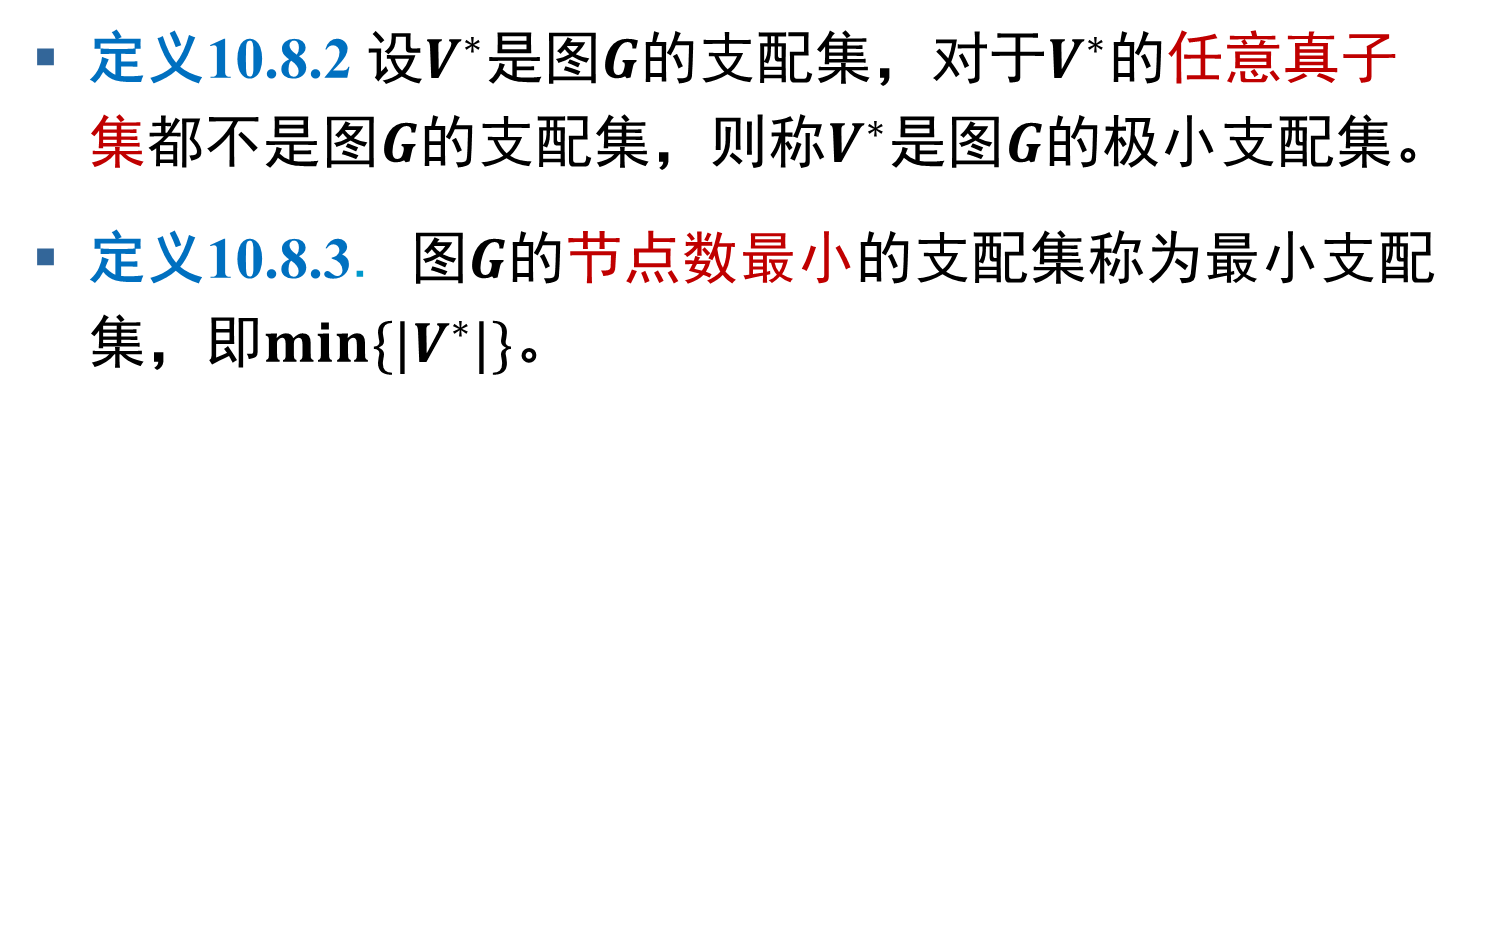 ▪ 定义10.8.2 设V*是图G的支配集，对于V*的任意真子
集都不是图G的支配集，则称V*是图G的极小支配集。
▪ 定义10.8.3. 图G的节点数最小的支配集称为最小支配
集，即min{|V*|}。